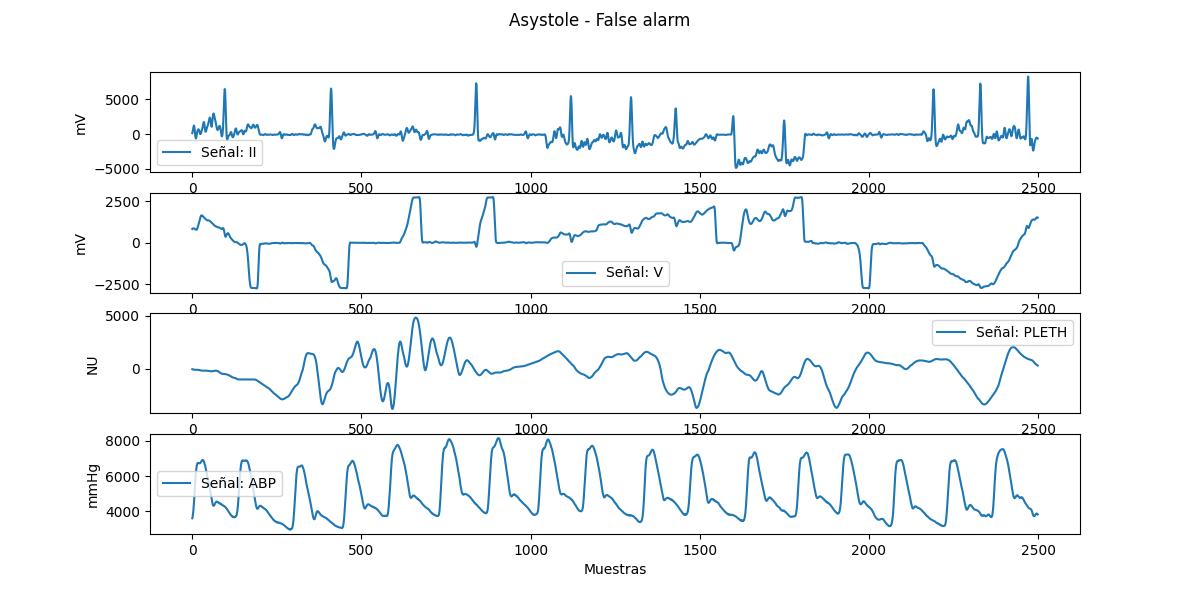 Asystole - False alarm
mV
5000
0
−5000
Señal: II
0 500 1000 1500 2000 2500
mV
2500
0
−2500
Señal: V
0 500 1000 1500 2000 2500
NU
5000
0
Señal: PLETH
0 500 1000 1500 2000 2500
mmHg
8000
6000
4000
Señal: ABP
0 500 1000 1500 2000 2500
Muestras